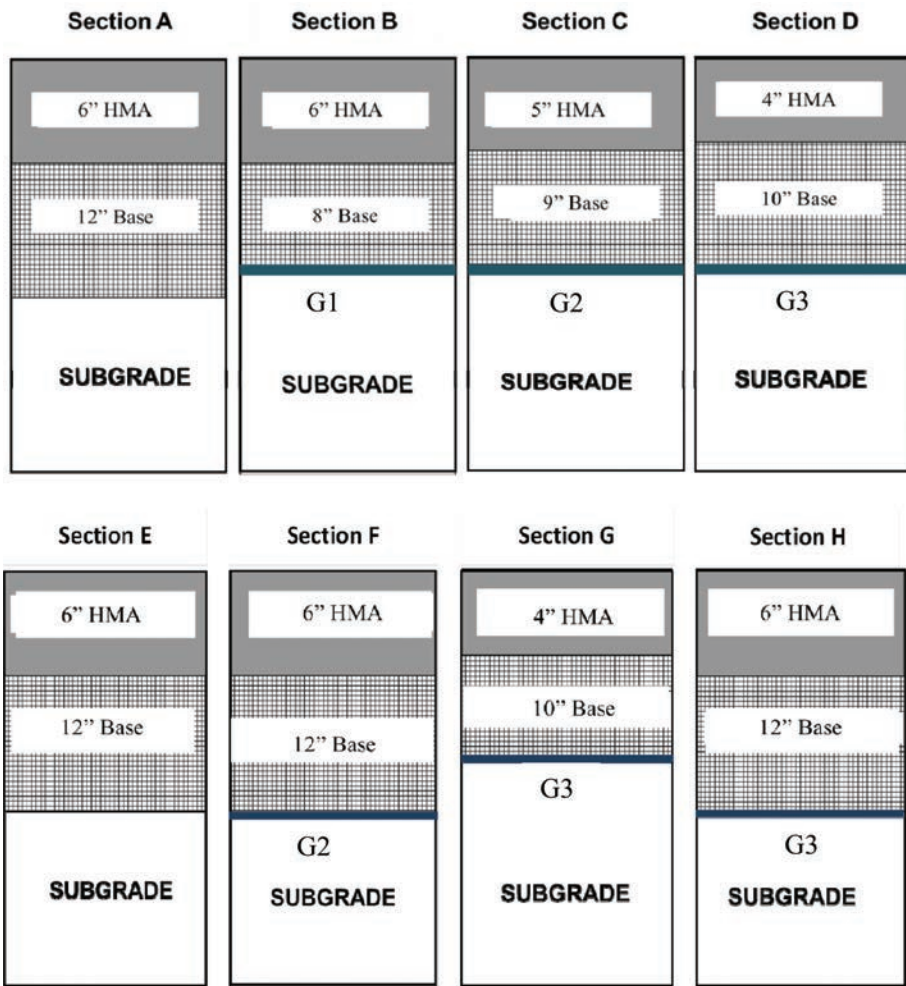 Section A
Section B
Section C
Section D
6” HMA
6” HMA
5” HMA
4” HMA
12” Base
8” Base
9” Base
10” Base
G1
G2
G3
SUBGRADE
SUBGRADE
SUBGRADE
SUBGRADE
Section E
Section F
Section G
Section H
6” HMA
6” HMA
4” HMA
6” HMA
12” Base
12” Base
10” Base
12” Base
G2
G3
G3
SUBGRADE
SUBGRADE
SUBGRADE
SUBGRADE